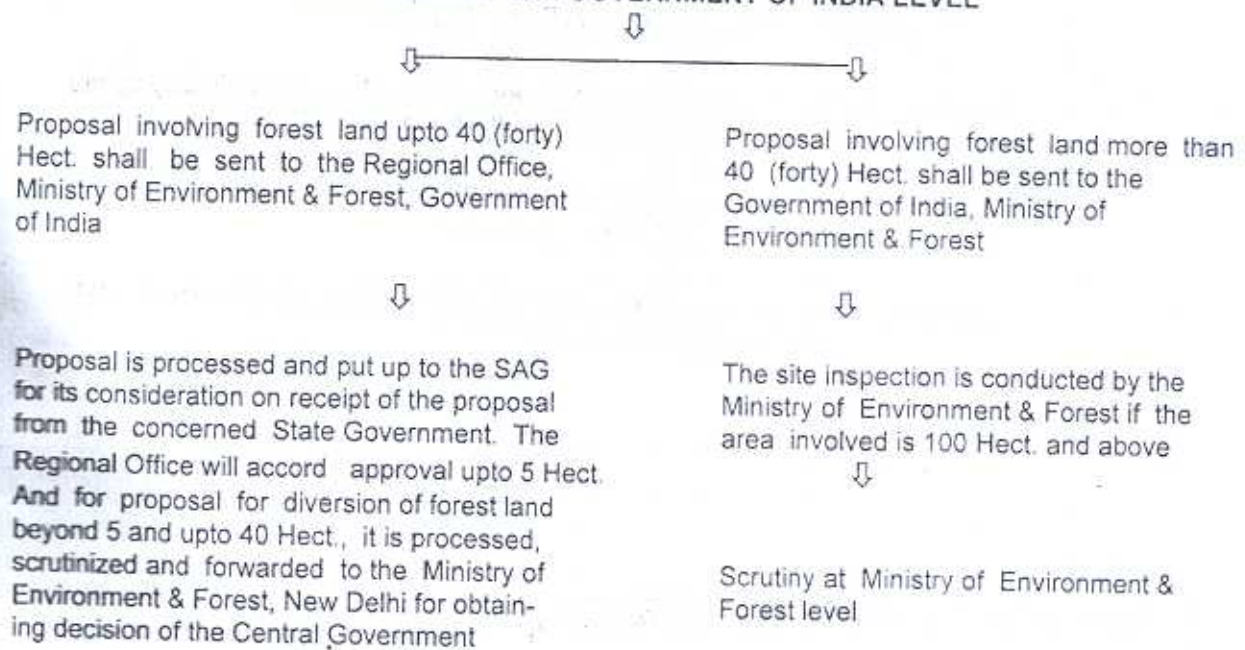 GOVERNMENT OF INDIA LEVEL
Proposal involving forest land upto 40 (forty)
Hect. shall be sent to the Regional Office,
Ministry of Environment & Forest, Government
of India
Proposal is processed and put up to the SAG
for its consideration on receipt of the proposal
from the concerned State Government. The
Regional Office will accord approval upto 5 Hect.
And for proposal for diversion of forest land
beyond 5 and upto 40 Hect., it is processed,
scrutinized and forwarded to the Ministry of
Environment & Forest, New Delhi for obtain-
ing decision of the Central Government
Proposal involving forest land more than
40 (forty) Hect. shall be sent to the
Government of India, Ministry of
Environment & Forest
The site inspection is conducted by the
Ministry of Environment & Forest if the
area involved is 100 Hect. and above
Scrutiny at Ministry of Environment &
Forest level